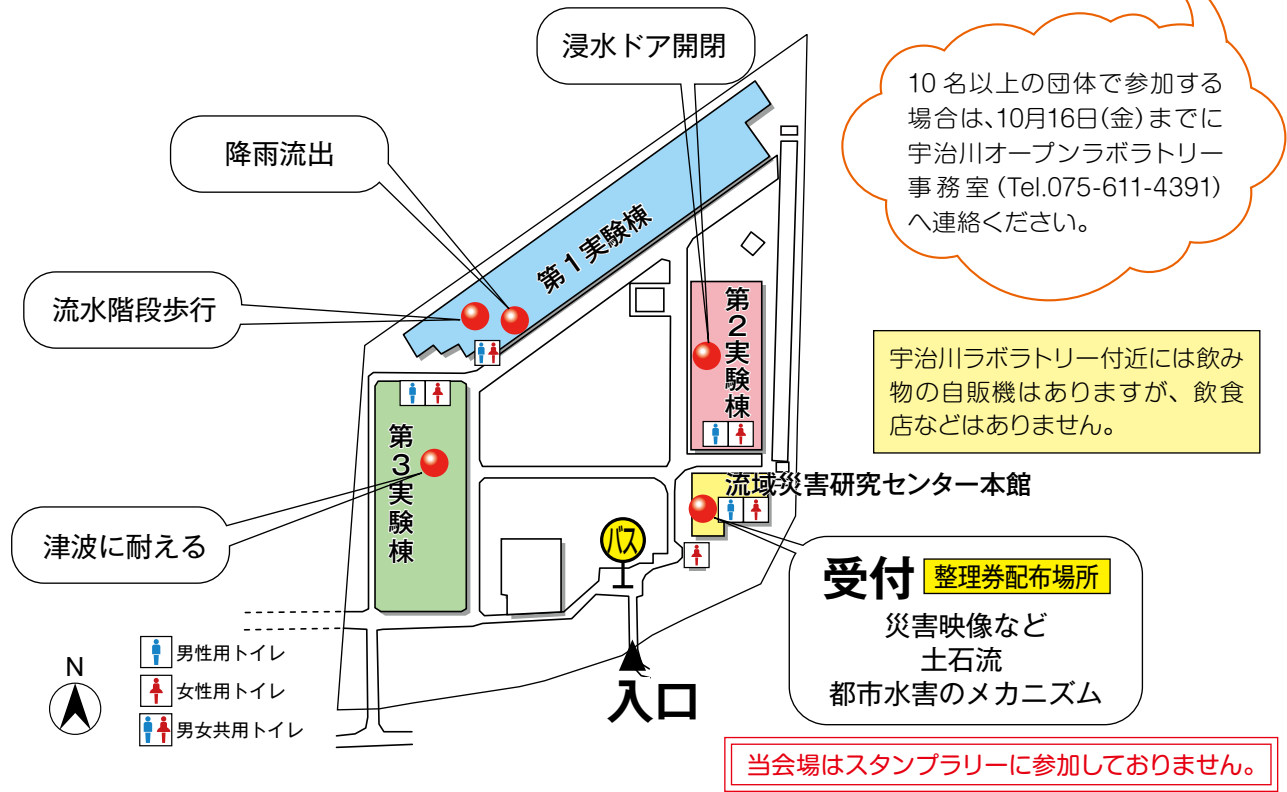 浸水ドア開閉
10名以上の団体で参加する
場合は、10月16日(金)までに
宇治川オープンラボラトリー
事務室(Tel.075-611-4391)
へ連絡ください。
降雨流出
第1実験棟
流水階段歩行
第2実験棟
宇治川ラボラトリー付近には飲み
物の自販機はありますが、飲食
店などはありません。
第3実験棟
流域災害研究センター本館
津波に耐える
バス
受付 整理券配布場所
災害映像など
土石流
都市水害のメカニズム
N
男性用トイレ
女性用トイレ
男女共用トイレ
入口
当会場はスタンプラリーに参加しておりません。